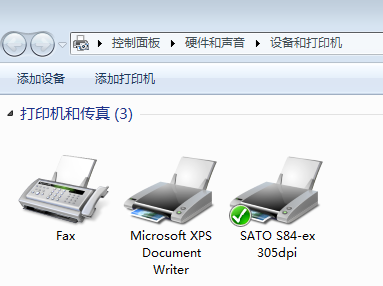 控制面板 硬件和声音 设备和打印机
添加设备 添加打印机
打印机和传真 (3)
Fax
Microsoft XPS
Document
Writer
SATO S84-ex
305dpi